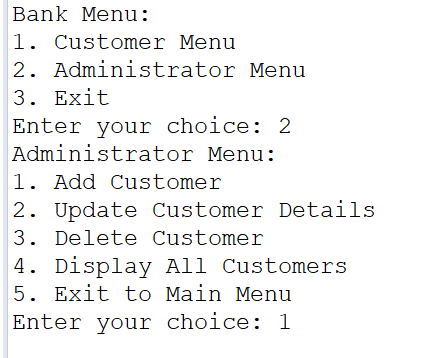 Bank Menu:
1. Customer Menu
2. Administrator Menu
3. Exit
Enter your choice: 2
Administrator Menu:
1. Add Customer
2. Update Customer Details
3. Delete Customer
4. Display All Customers
5. Exit to Main Menu
Enter your choice: 1